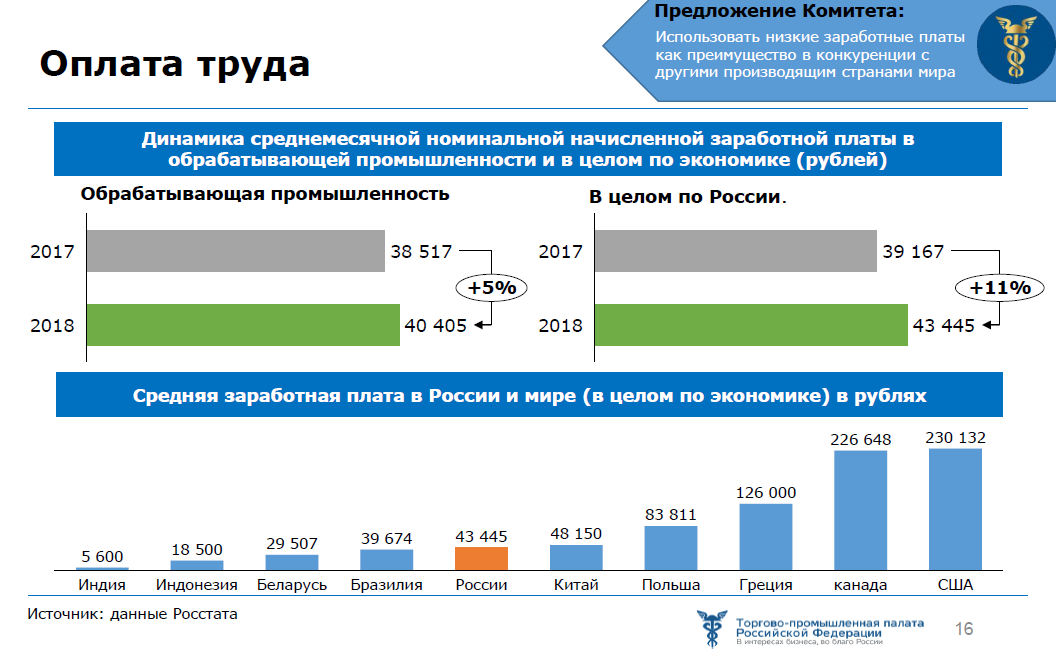 Предложение Комитета:
Использовать низкие заработные платы
как преимущество в конкуренции с
другими производящим странами мира
Оплата труда
Динамика среднемесячной номинальной начисленной заработной платы в
обрабатывающей промышленности и в целом по экономике (рублей)
Обрабатывающая промышленность
2017
38 517
+5%
2018
40 405
В целом по России.
2017
39 167
+11%
2018
43 445
Средняя заработная плата в России и мире (в целом по экономике) в рублях
5 600
18 500
29 507
39 674
43 445
48 150
83 811
126 000
226 648
230 132
Индия
Индонезия
Беларусь
Бразилия
России
Китай
Польша
Греция
канада
США
Источник: данные Росстата
Торгово-промышленная палата
Российской Федерации
В интересах бизнеса, во благо России
16